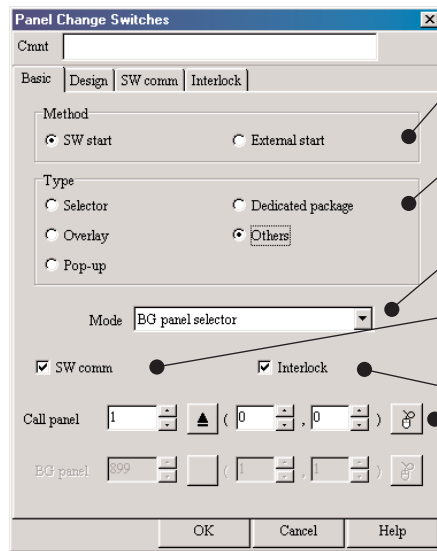 Panel Change Switches
Cmnt
Basic Design SW comm Interlock
Method
SW start External start
Type
Selector Dedicated package
Overlay Others
Pop-up
Mode BG panel selector
SW comm Interlock
Call panel 1 ( 0 , 0 )
BG panel 899 ( 1 , 1 )
OK Cancel Help